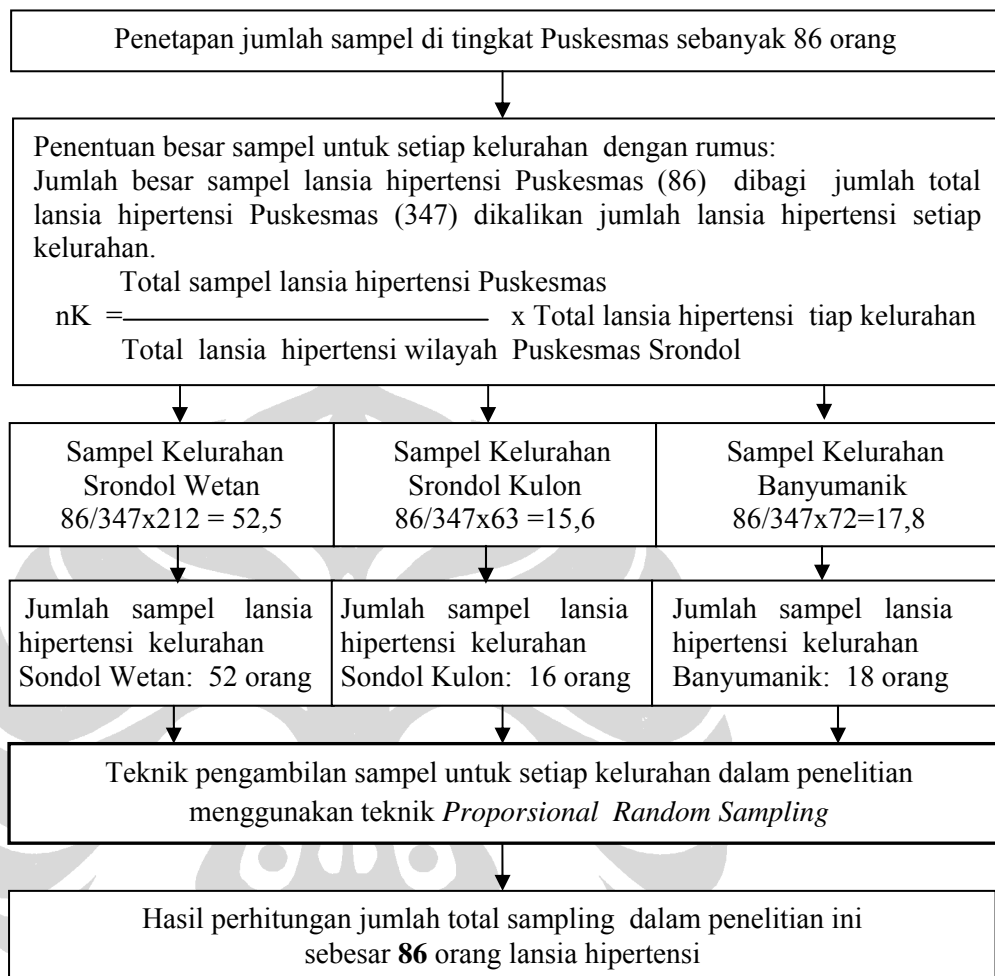 Penetapan jumlah sampel di tingkat Puskesmas sebanyak 86 orang
Penentuan besar sampel untuk setiap kelurahan dengan rumus:
Jumlah besar sampel lansia hipertensi Puskesmas (86) dibagi jumlah total
lansia hipertensi Puskesmas (347) dikalikan jumlah lansia hipertensi setiap
kelurahan.
Total sampel lansia hipertensi Puskesmas
nK = x Total lansia hipertensi tiap kelurahan
Total lansia hipertensi wilayah Puskesmas Srondol
Sampel Kelurahan
Srondol Wetan
86/347x212 = 52,5
Sampel Kelurahan
Srondol Kulon
86/347x63 =15,6
Sampel Kelurahan
Banyumanik
86/347x72=17,8
Jumlah sampel lansia
hipertensi kelurahan
Sondol Wetan: 52 orang
Jumlah sampel lansia
hipertensi kelurahan
Sondol Kulon: 16 orang
Jumlah sampel lansia
hipertensi kelurahan
Banyumanik: 18 orang
Teknik pengambilan sampel untuk setiap kelurahan dalam penelitian
menggunakan teknik Proporsional Random Sampling
Hasil perhitungan jumlah total sampling dalam penelitian ini
sebesar 86 orang lansia hipertensi